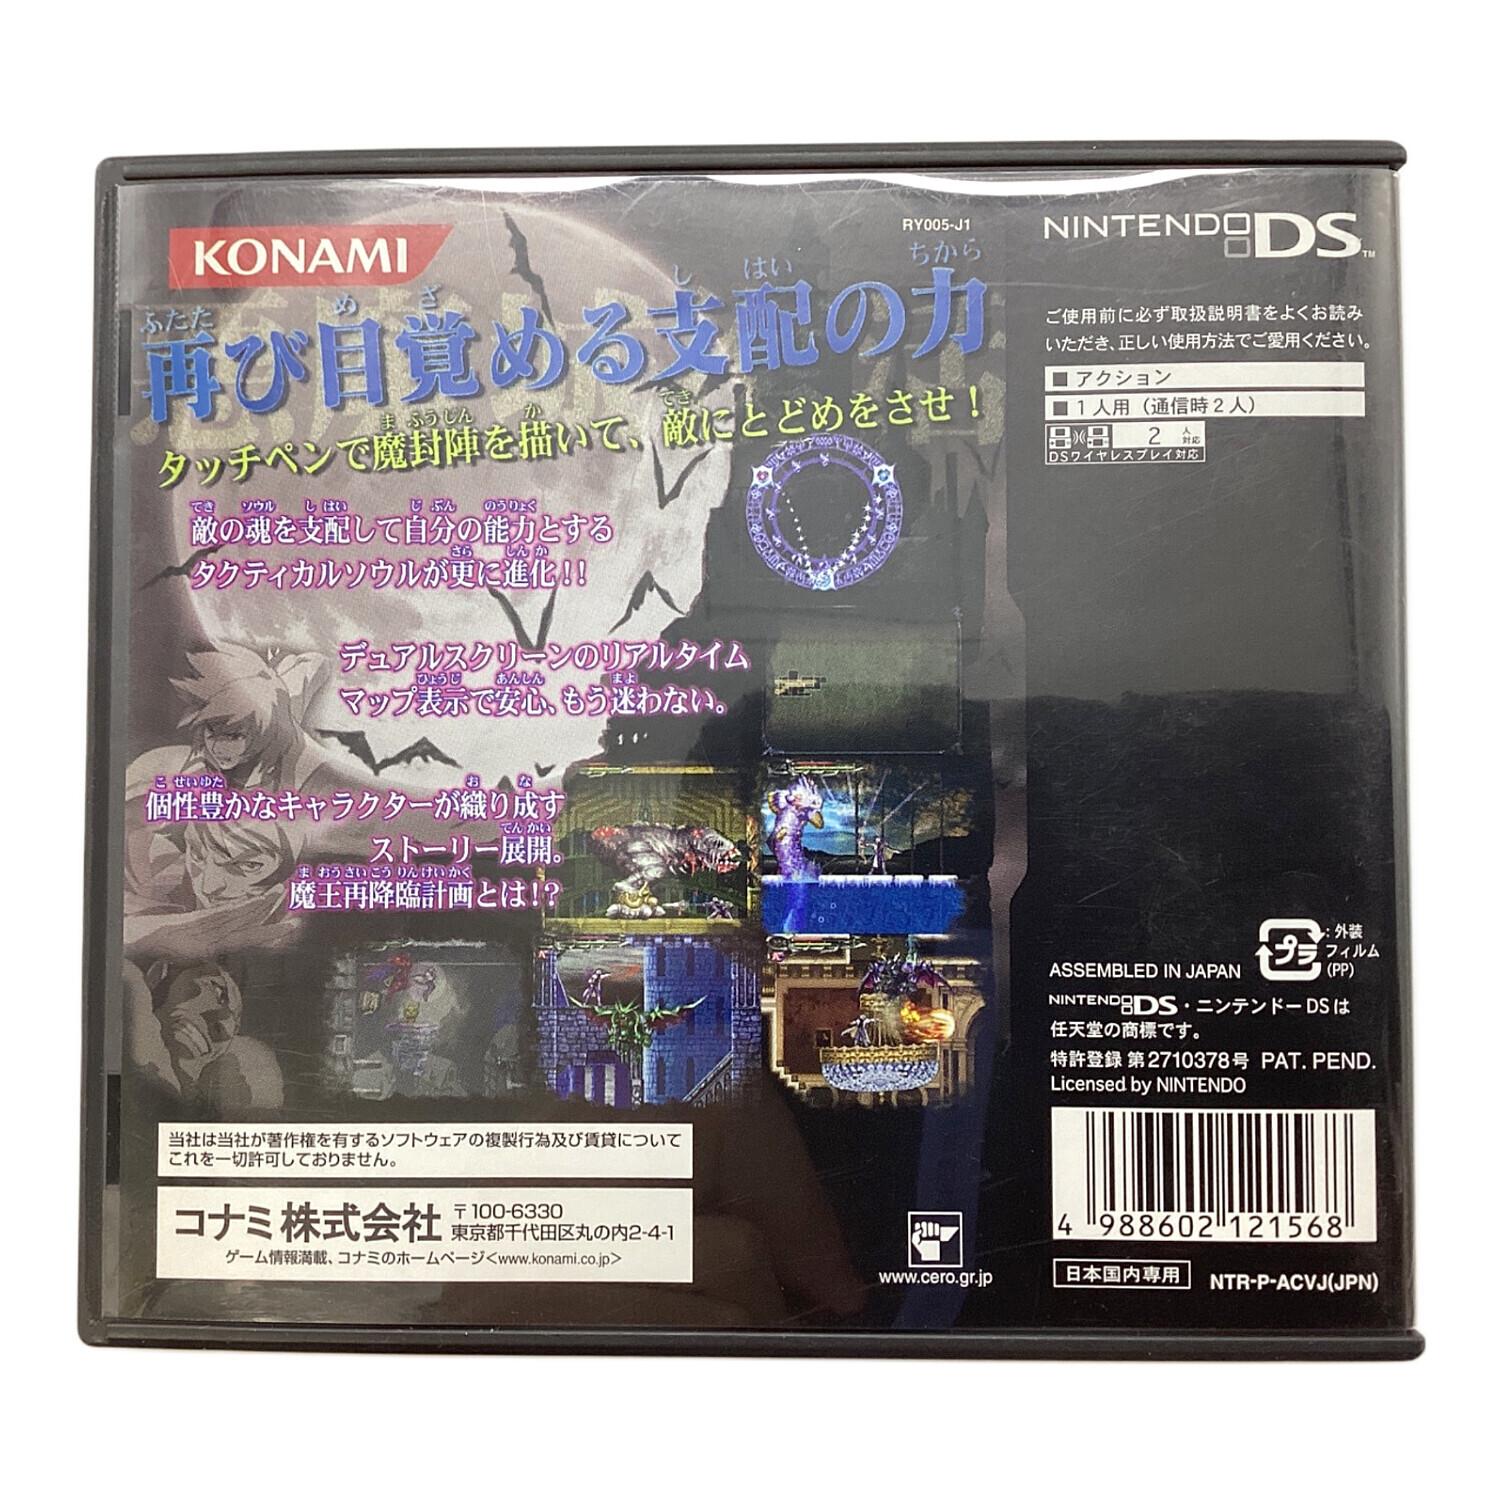 KONAMI
RY005-J1
再び目覚める支配の力
ふたた めざ しはい ちから
タッチペンで魔封陣を描いて、敵にとどめをさせ！
まふうじん か てき
敵の魂を支配して自分の能力とする
てき ソウル しはい じぶん のうりょく
タクティカルソウルが更に進化!!
さら しんか
デュアルスクリーンのリアルタイム
マップ表示で安心、もう迷わない。
ひょうじ あんしん まよ
個性豊かなキャラクターが織り成す
こせいゆた お な
ストーリー展開。
てんかい
魔王再降臨計画とは!?
まおうさいこうりんけいかく
当社は当社が著作権を有するソフトウェアの複製行為及び賃貸について
これを一切許可しておりません。
コナミ株式会社
〒100-6330
東京都千代田区丸の内2-4-1
ゲーム情報満載、コナミのホームページ<www.konami.co.jp>
www.cero.gr.jp
NINTENDO DS™
ご使用前に必ず取扱説明書をよくお読み
いただき、正しい使用方法でご愛用ください。
■ アクション
■ 1人用（通信時2人）
2人対応
DSワイヤレスプレイ対応
ASSEMBLED IN JAPAN
プラ
:外装
フィルム
(PP)
NINTENDO DS・ニンテンドーDSは
任天堂の商標です。
特許登録 第2710378号 PAT. PEND.
Licensed by NINTENDO
4 988602 121568
日本国内専用
NTR-P-ACVJ(JPN)